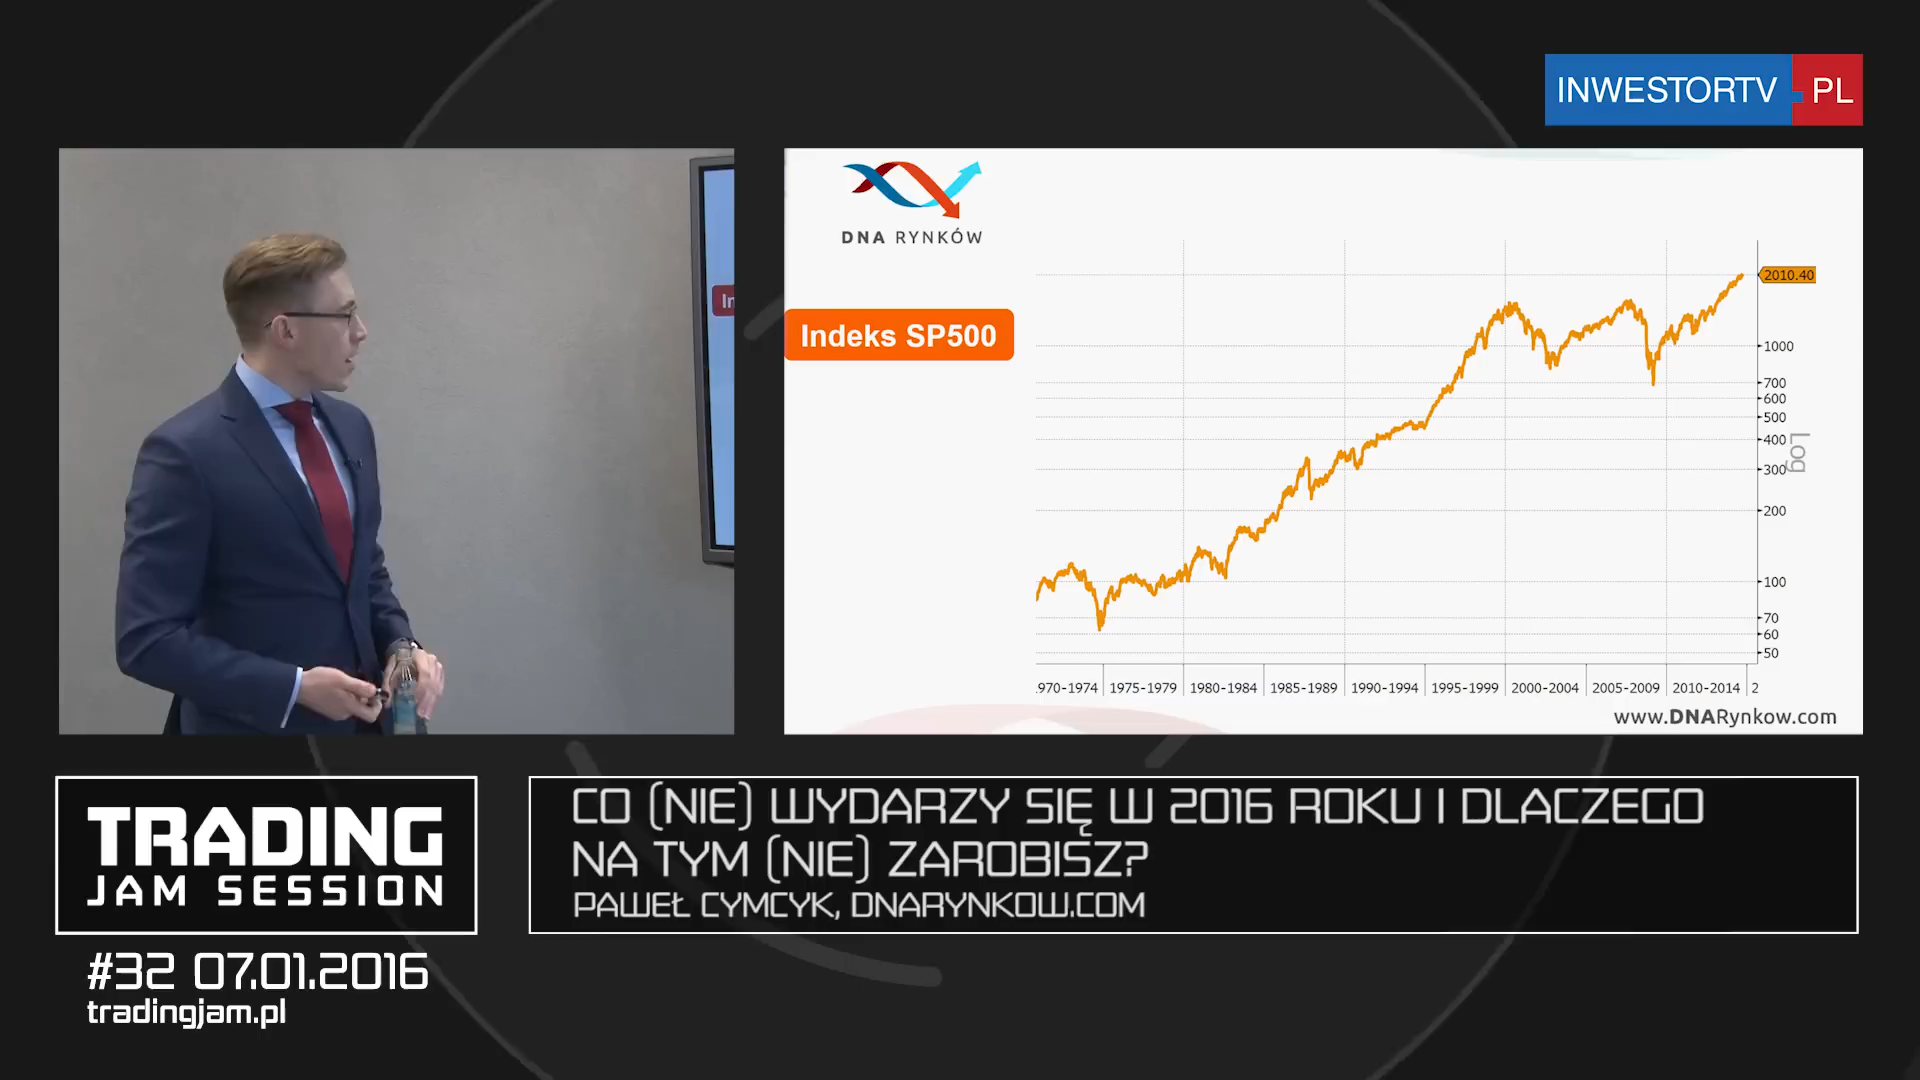 INWESTORTV.PL
DNA RYNKÓW
In
Indeks SP500
2010.40
1000
700
600
500
400
300
200
100
70
60
50
Log
1970-1974 1975-1979 1980-1984 1985-1989 1990-1994 1995-1999 2000-2004 2005-2009 2010-2014 2
www.DNARynkow.com
TRADING
JAM SESSION
CO (NIE) WYDARZY SIĘ W 2016 ROKU I DLACZEGO
NA TYM (NIE) ZAROBISZ?
PAWEŁ CYMCYK, DNARYNKOW.COM
#32 07.01.2016
tradingjam.pl